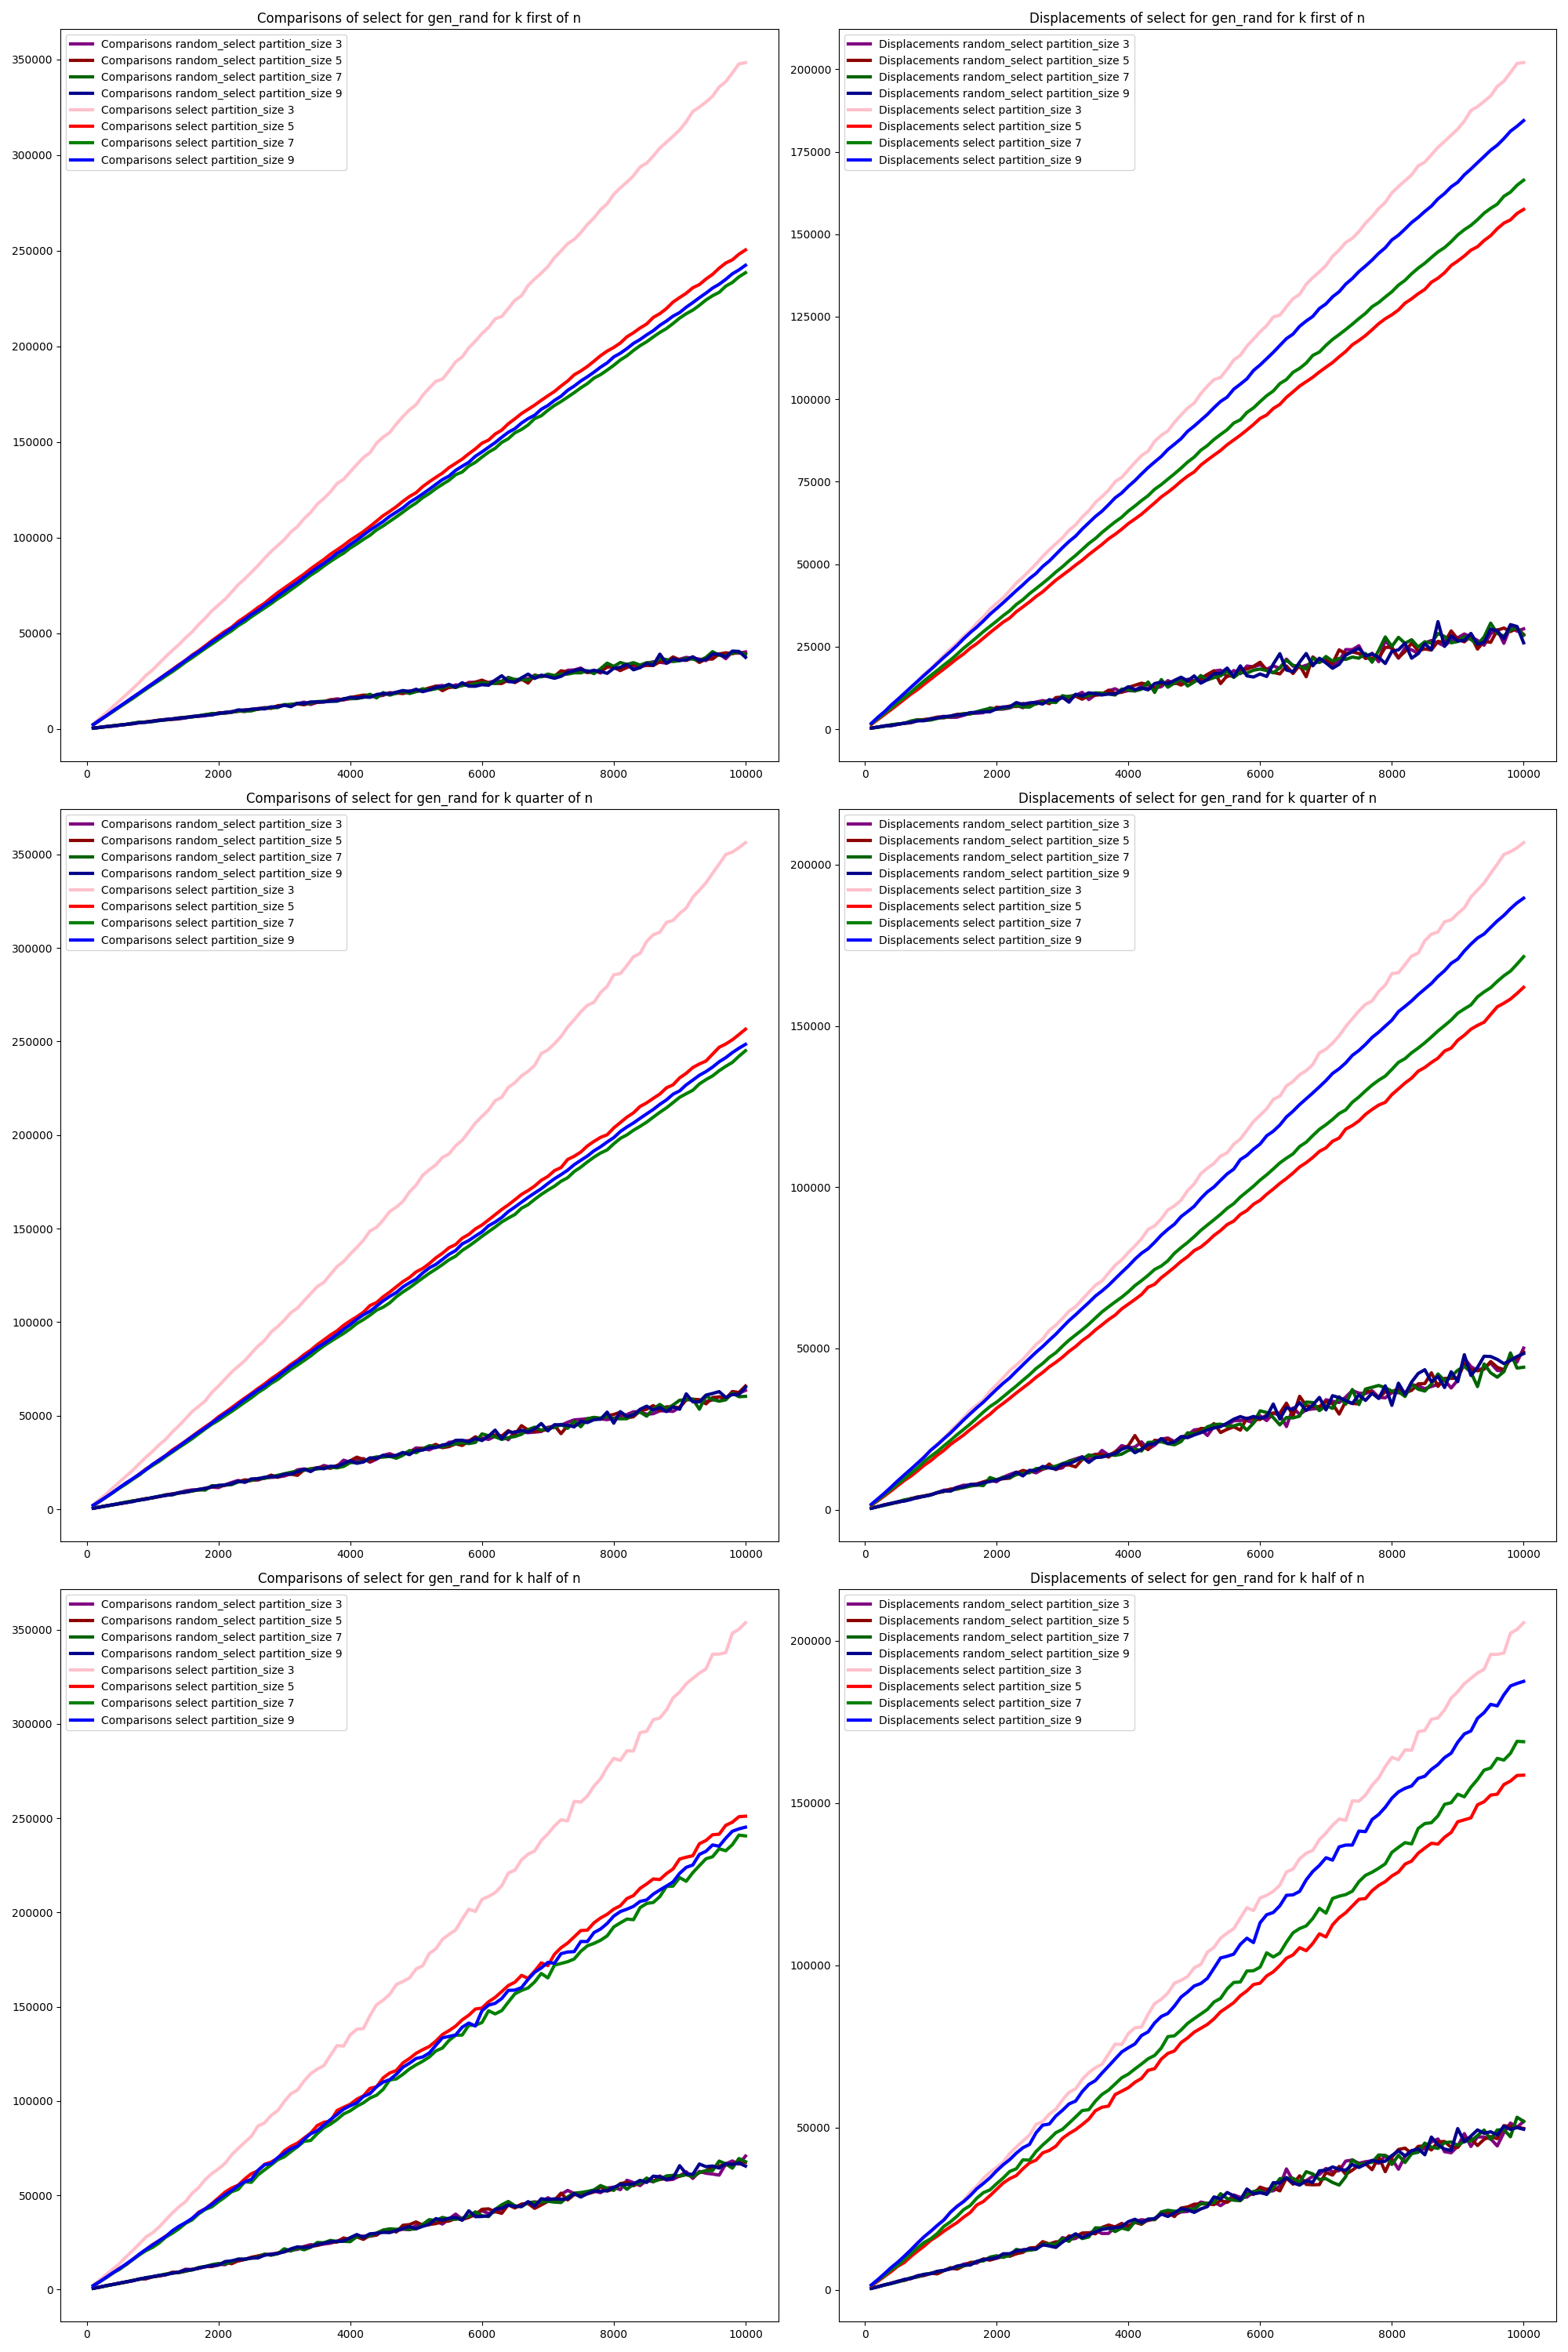 Comparisons of select for gen_rand for k first of n
Comparisons random_select partition_size 3
Comparisons random_select partition_size 5
Comparisons random_select partition_size 7
Comparisons random_select partition_size 9
Comparisons select partition_size 3
Comparisons select partition_size 5
Comparisons select partition_size 7
Comparisons select partition_size 9
350000
300000
250000
200000
150000
100000
50000
0
0 2000 4000 6000 8000 10000
Displacements of select for gen_rand for k first of n
Displacements random_select partition_size 3
Displacements random_select partition_size 5
Displacements random_select partition_size 7
Displacements random_select partition_size 9
Displacements select partition_size 3
Displacements select partition_size 5
Displacements select partition_size 7
Displacements select partition_size 9
200000
175000
150000
125000
100000
75000
50000
25000
0
0 2000 4000 6000 8000 10000
Comparisons of select for gen_rand for k quarter of n
Comparisons random_select partition_size 3
Comparisons random_select partition_size 5
Comparisons random_select partition_size 7
Comparisons random_select partition_size 9
Comparisons select partition_size 3
Comparisons select partition_size 5
Comparisons select partition_size 7
Comparisons select partition_size 9
350000
300000
250000
200000
150000
100000
50000
0
0 2000 4000 6000 8000 10000
Displacements of select for gen_rand for k quarter of n
Displacements random_select partition_size 3
Displacements random_select partition_size 5
Displacements random_select partition_size 7
Displacements random_select partition_size 9
Displacements select partition_size 3
Displacements select partition_size 5
Displacements select partition_size 7
Displacements select partition_size 9
200000
150000
100000
50000
0
0 2000 4000 6000 8000 10000
Comparisons of select for gen_rand for k half of n
Comparisons random_select partition_size 3
Comparisons random_select partition_size 5
Comparisons random_select partition_size 7
Comparisons random_select partition_size 9
Comparisons select partition_size 3
Comparisons select partition_size 5
Comparisons select partition_size 7
Comparisons select partition_size 9
350000
300000
250000
200000
150000
100000
50000
0
0 2000 4000 6000 8000 10000
Displacements of select for gen_rand for k half of n
Displacements random_select partition_size 3
Displacements random_select partition_size 5
Displacements random_select partition_size 7
Displacements random_select partition_size 9
Displacements select partition_size 3
Displacements select partition_size 5
Displacements select partition_size 7
Displacements select partition_size 9
200000
150000
100000
50000
0
0 2000 4000 6000 8000 10000